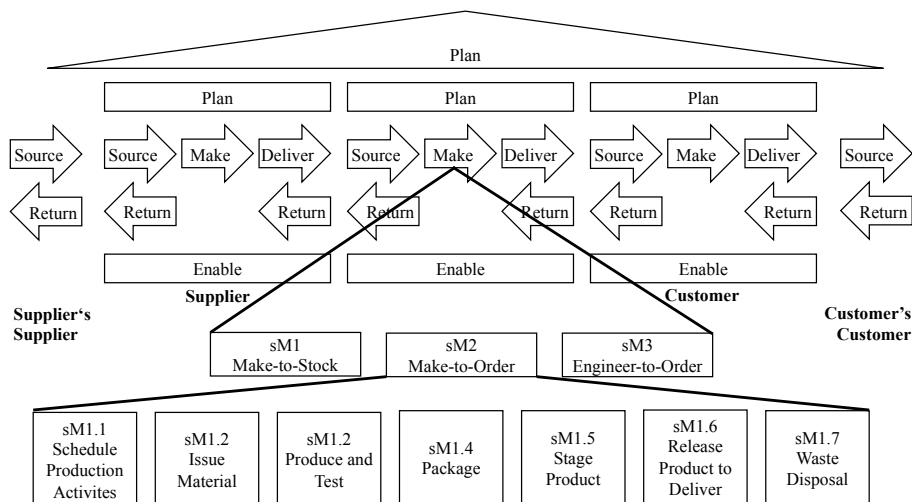 Plan
Plan Plan Plan
Source Source Make Deliver Source Make Deliver Source Make Deliver Source
Return Return Return Return Return Return Return Return
Enable Enable Enable
Supplier Customer
Supplier‘s
Supplier
Customer’s
Customer
sM1
Make-to-Stock
sM2
Make-to-Order
sM3
Engineer-to-Order
sM1.1
Schedule
Production
Activites
sM1.2
Issue
Material
sM1.2
Produce and
Test
sM1.4
Package
sM1.5
Stage
Product
sM1.6
Release
Product to
Deliver
sM1.7
Waste
Disposal